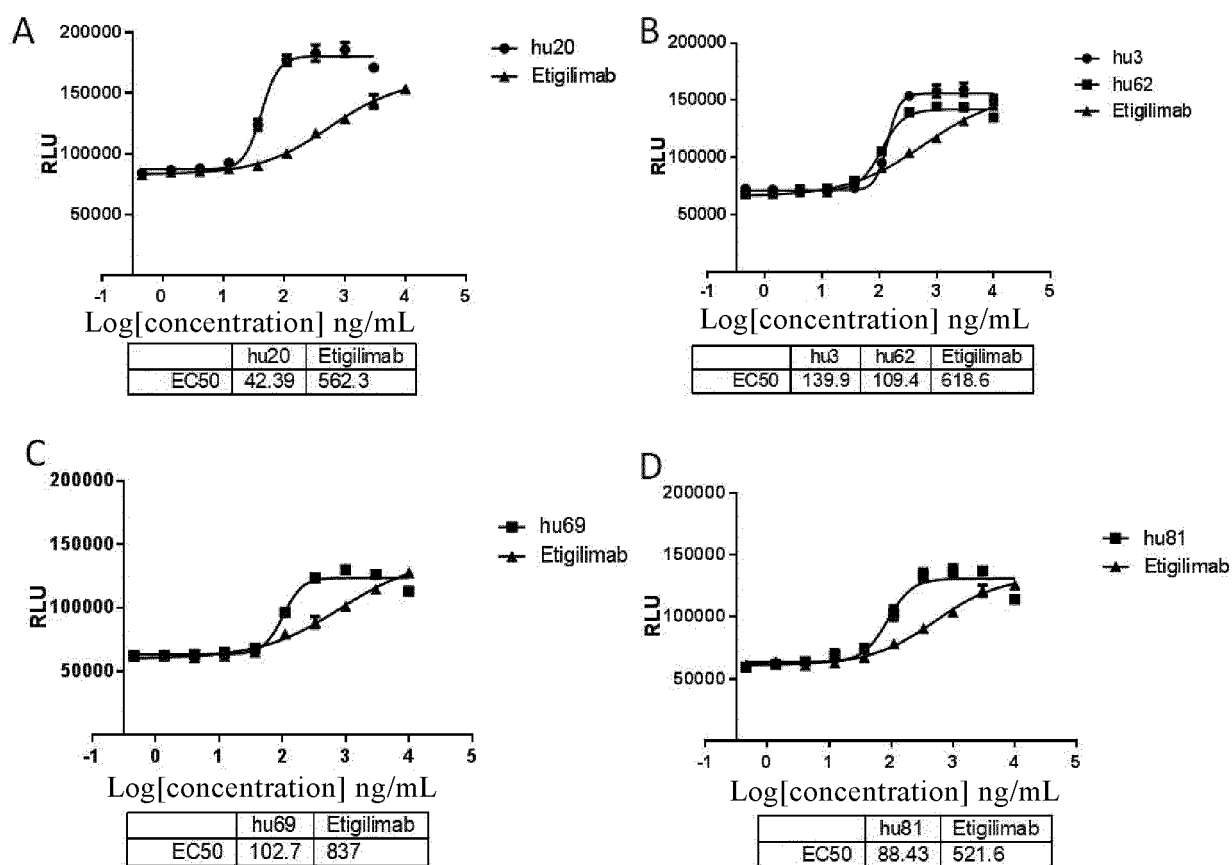 A
200000
150000
100000
50000
RLU
-1 0 1 2 3 4 5
Log[concentration] ng/mL
hu20
Etigilimab
hu20 Etigilimab
EC50 42.39 562.3
B
200000
150000
100000
50000
RLU
-1 0 1 2 3 4 5
Log[concentration] ng/mL
hu3
hu62
Etigilimab
hu3 hu62 Etigilimab
EC50 139.9 109.4 618.6
C
200000
150000
100000
50000
RLU
-1 0 1 2 3 4 5
Log[concentration] ng/mL
hu69
Etigilimab
hu69 Etigilimab
EC50 102.7 837
D
200000
150000
100000
50000
RLU
-1 0 1 2 3 4 5
Log[concentration] ng/mL
hu81
Etigilimab
hu81 Etigilimab
EC50 88.43 521.6